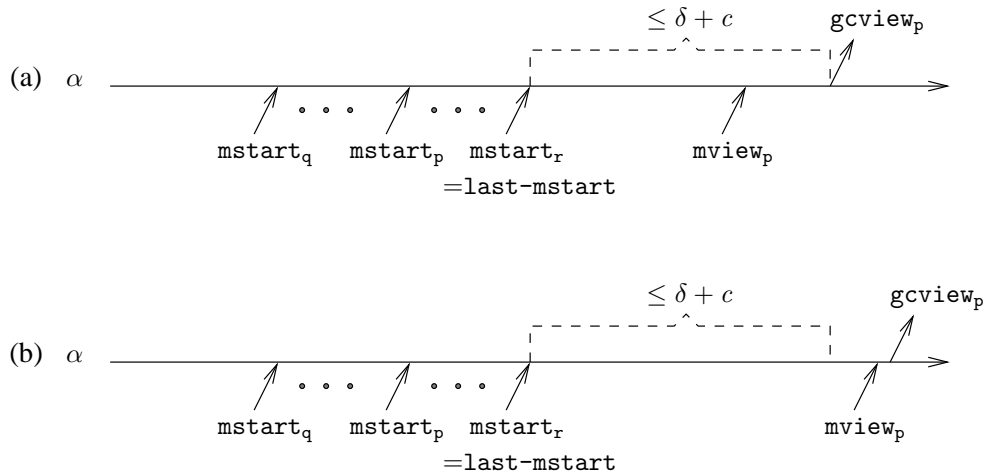 ≤ δ + c
gcview_p
(a) α
mstart_q mstart_p mstart_r mview_p
=last-mstart
≤ δ + c
gcview_p
(b) α
mstart_q mstart_p mstart_r mview_p
=last-mstart